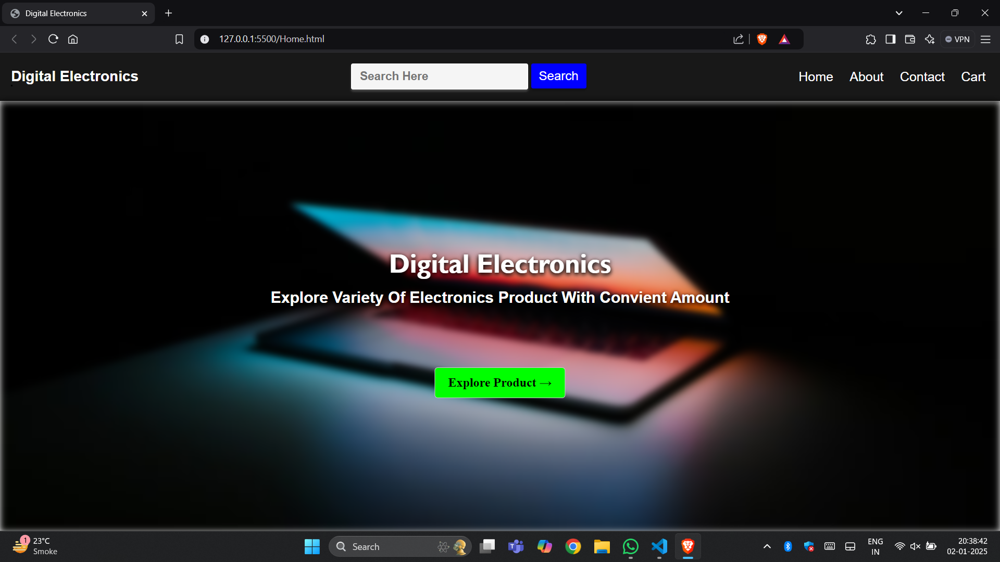 Digital Electronics
127.0.0.1:5500/Home.html
VPN
Digital Electronics
Search Here
Search
Home
About
Contact
Cart
Digital Electronics
Explore Variety Of Electronics Product With Convient Amount
Explore Product →
1
23°C
Smoke
Search
ENG
IN
20:38:42
02-01-2025